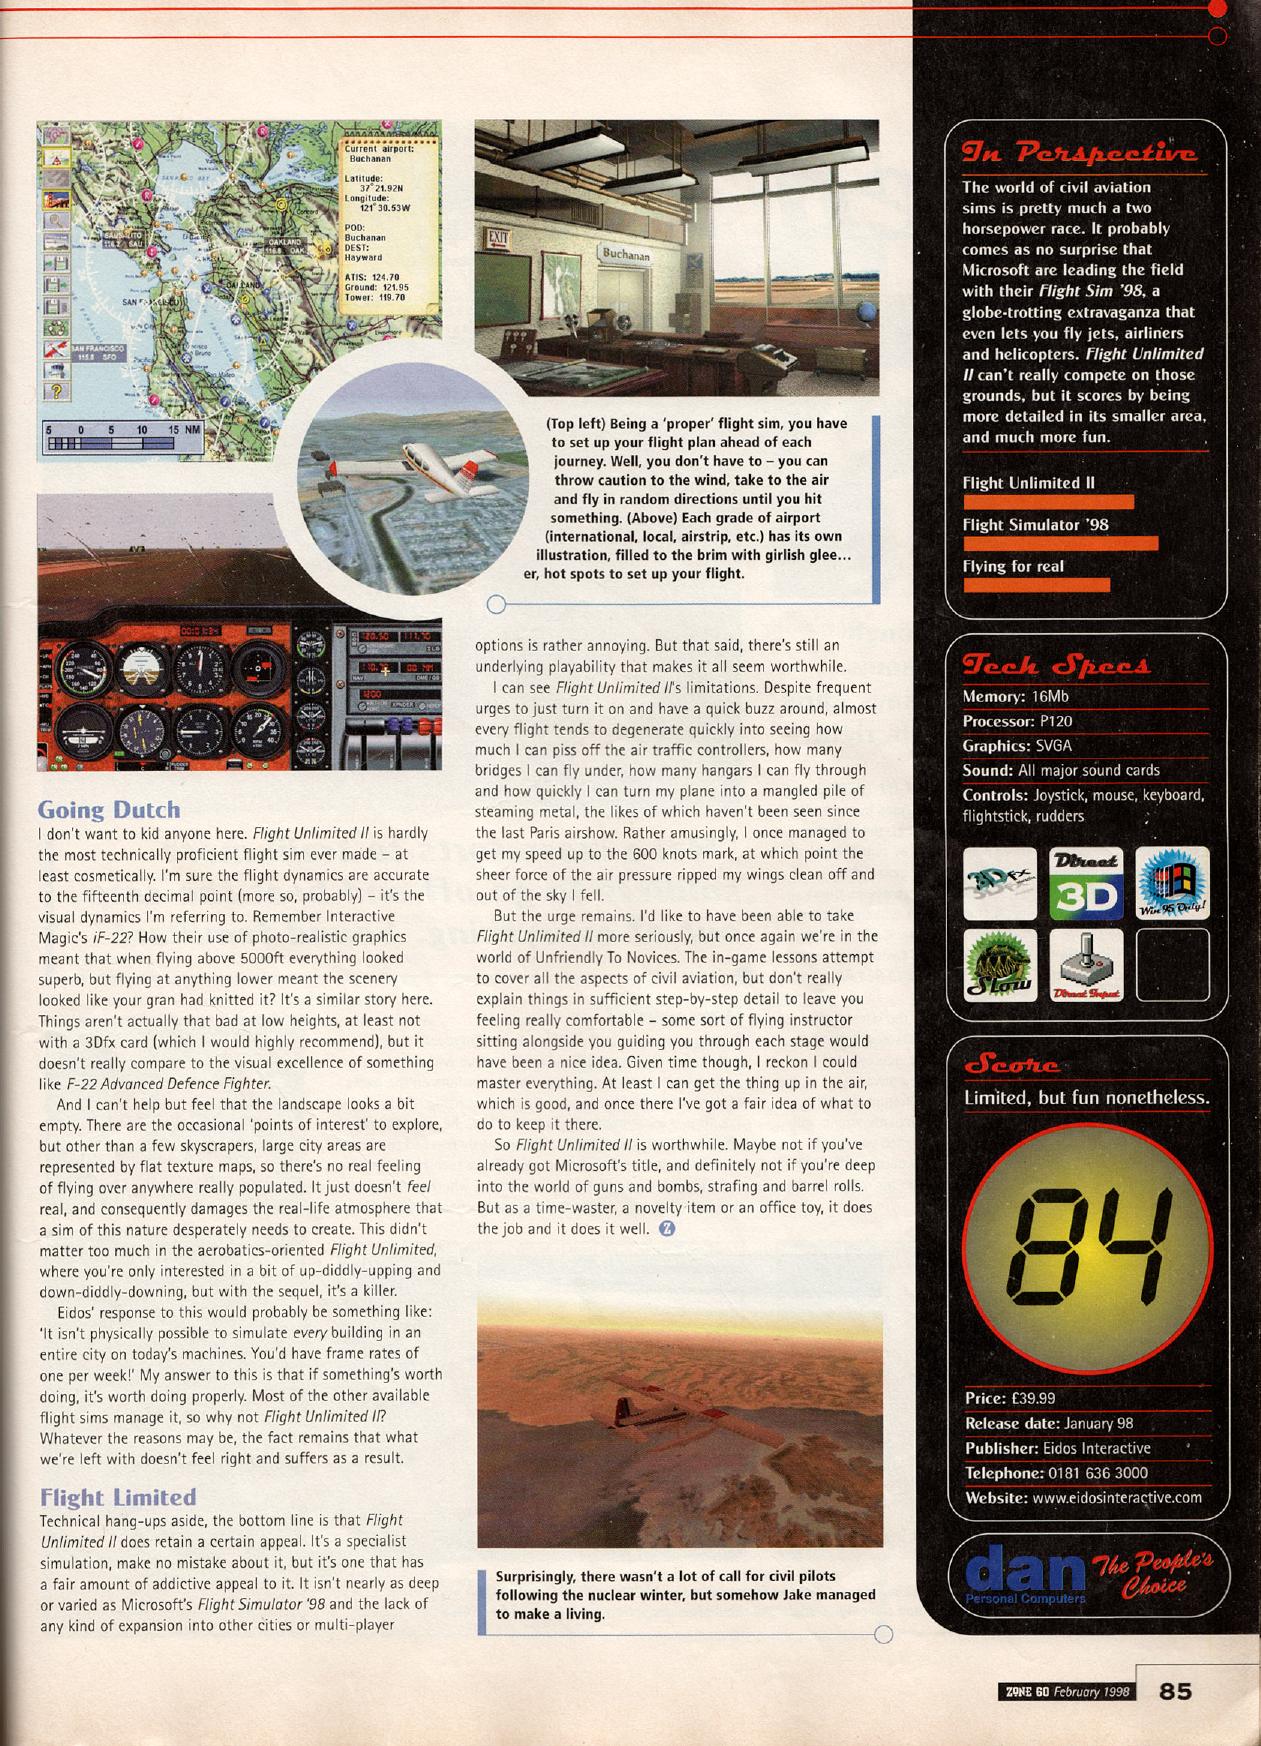 Current airport:
Buchanan
Latitude:
37°21.92N
Longitude:
121°30.53W
POD:
Buchanan
DEST:
Hayward
ATIS: 124.70
Ground: 121.95
Tower: 119.70
OAKLAND
SAN FRANCISCO
115.8 SFO
5 0 5 10 15 NM
EXIT
Buchanan
(Top left) Being a 'proper' flight sim, you have
to set up your flight plan ahead of each
journey. Well, you don't have to – you can
throw caution to the wind, take to the air
and fly in random directions until you hit
something. (Above) Each grade of airport
(international, local, airstrip, etc.) has its own
illustration, filled to the brim with girlish glee...
er, hot spots to set up your flight.
Going Dutch
I don't want to kid anyone here. Flight Unlimited II is hardly
the most technically proficient flight sim ever made – at
least cosmetically. I'm sure the flight dynamics are accurate
to the fifteenth decimal point (more so, probably) – it's the
visual dynamics I'm referring to. Remember Interactive
Magic's iF-22? How their use of photo-realistic graphics
meant that when flying above 5000ft everything looked
superb, but flying at anything lower meant the scenery
looked like your gran had knitted it? It's a similar story here.
Things aren't actually that bad at low heights, at least not
with a 3Dfx card (which I would highly recommend), but it
doesn't really compare to the visual excellence of something
like F-22 Advanced Defence Fighter.
And I can't help but feel that the landscape looks a bit
empty. There are the occasional 'points of interest' to explore,
but other than a few skyscrapers, large city areas are
represented by flat texture maps, so there's no real feeling
of flying over anywhere really populated. It just doesn't feel
real, and consequently damages the real-life atmosphere that
a sim of this nature desperately needs to create. This didn't
matter too much in the aerobatics-oriented Flight Unlimited,
where you're only interested in a bit of up-diddly-upping and
down-diddly-downing, but with the sequel, it's a killer.
Eidos' response to this would probably be something like:
'It isn't physically possible to simulate every building in an
entire city on today's machines. You'd have frame rates of
one per week!' My answer to this is that if something's worth
doing, it's worth doing properly. Most of the other available
flight sims manage it, so why not Flight Unlimited II?
Whatever the reasons may be, the fact remains that what
we're left with doesn't feel right and suffers as a result.
Flight Limited
Technical hang-ups aside, the bottom line is that Flight
Unlimited II does retain a certain appeal. It's a specialist
simulation, make no mistake about it, but it's one that has
a fair amount of addictive appeal to it. It isn't nearly as deep
or varied as Microsoft's Flight Simulator '98 and the lack of
any kind of expansion into other cities or multi-player
options is rather annoying. But that said, there's still an
underlying playability that makes it all seem worthwhile.
I can see Flight Unlimited II's limitations. Despite frequent
urges to just turn it on and have a quick buzz around, almost
every flight tends to degenerate quickly into seeing how
much I can piss off the air traffic controllers, how many
bridges I can fly under, how many hangars I can fly through
and how quickly I can turn my plane into a mangled pile of
steaming metal, the likes of which haven't been seen since
the last Paris airshow. Rather amusingly, I once managed to
get my speed up to the 600 knots mark, at which point the
sheer force of the air pressure ripped my wings clean off and
out of the sky I fell.
But the urge remains. I'd like to have been able to take
Flight Unlimited II more seriously, but once again we're in the
world of Unfriendly To Novices. The in-game lessons attempt
to cover all the aspects of civil aviation, but don't really
explain things in sufficient step-by-step detail to leave you
feeling really comfortable – some sort of flying instructor
sitting alongside you guiding you through each stage would
have been a nice idea. Given time though, I reckon I could
master everything. At least I can get the thing up in the air,
which is good, and once there I've got a fair idea of what to
do to keep it there.
So Flight Unlimited II is worthwhile. Maybe not if you've
already got Microsoft's title, and definitely not if you're deep
into the world of guns and bombs, strafing and barrel rolls.
But as a time-waster, a novelty item or an office toy, it does
the job and it does it well. Z
Surprisingly, there wasn't a lot of call for civil pilots
following the nuclear winter, but somehow Jake managed
to make a living.
In Perspective
The world of civil aviation
sims is pretty much a two
horsepower race. It probably
comes as no surprise that
Microsoft are leading the field
with their Flight Sim '98, a
globe-trotting extravaganza that
even lets you fly jets, airliners
and helicopters. Flight Unlimited
II can't really compete on those
grounds, but it scores by being
more detailed in its smaller area,
and much more fun.
Flight Unlimited II
Flight Simulator '98
Flying for real
Tech Specs
Memory: 16Mb
Processor: P120
Graphics: SVGA
Sound: All major sound cards
Controls: Joystick, mouse, keyboard,
flightstick, rudders
3Dfx
Direct
3D
Win 95 Only!
Slow
Direct Input
Score
Limited, but fun nonetheless.
84
Price: £39.99
Release date: January 98
Publisher: Eidos Interactive
Telephone: 0181 636 3000
Website: www.eidosinteractive.com
dan
Personal Computers
The People's
Choice
ZONE 60 February 1998
85